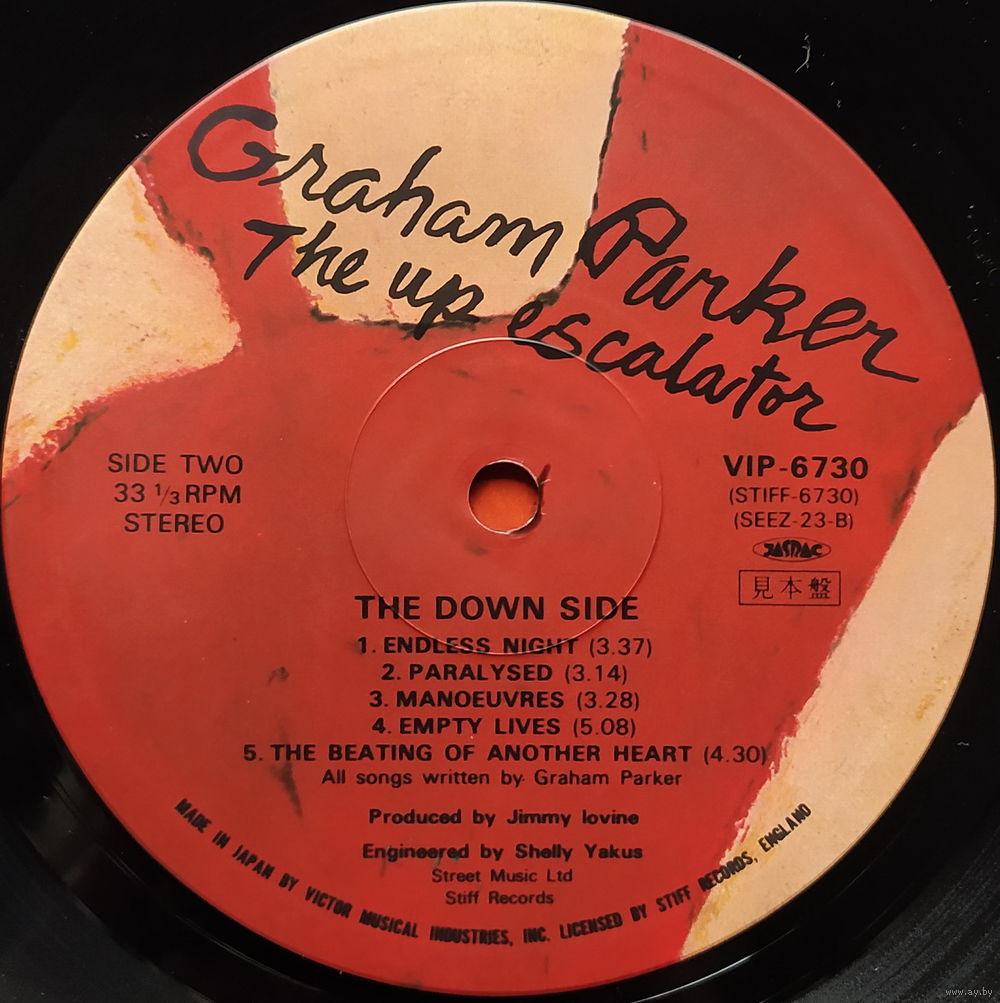 Graham Parker
The up escalator
SIDE TWO
33 1/3 RPM
STEREO
VIP-6730
(STIFF-6730)
(SEEZ-23-B)
JASRAC
見本盤
THE DOWN SIDE
1. ENDLESS NIGHT (3.37)
2. PARALYSED (3.14)
3. MANOEUVRES (3.28)
4. EMPTY LIVES (5.08)
5. THE BEATING OF ANOTHER HEART (4.30)
All songs written by Graham Parker
Produced by Jimmy Iovine
Engineered by Shelly Yakus
Street Music Ltd
Stiff Records
MADE IN JAPAN BY VICTOR MUSICAL INDUSTRIES, INC. LICENSED BY STIFF RECORDS, ENGLAND
www.ay.by